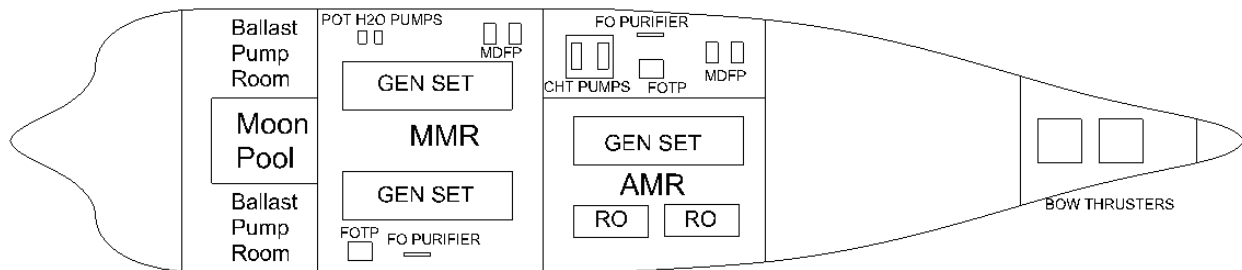 Ballast
Pump
Room
POT H2O PUMPS
MDFP
GEN SET
FO PURIFIER
CHT PUMPS
FOTP
MDFP
Moon
Pool
MMR
GEN SET
AMR
GEN SET
RO
RO
Ballast
Pump
Room
FOTP
FO PURIFIER
BOW THRUSTERS